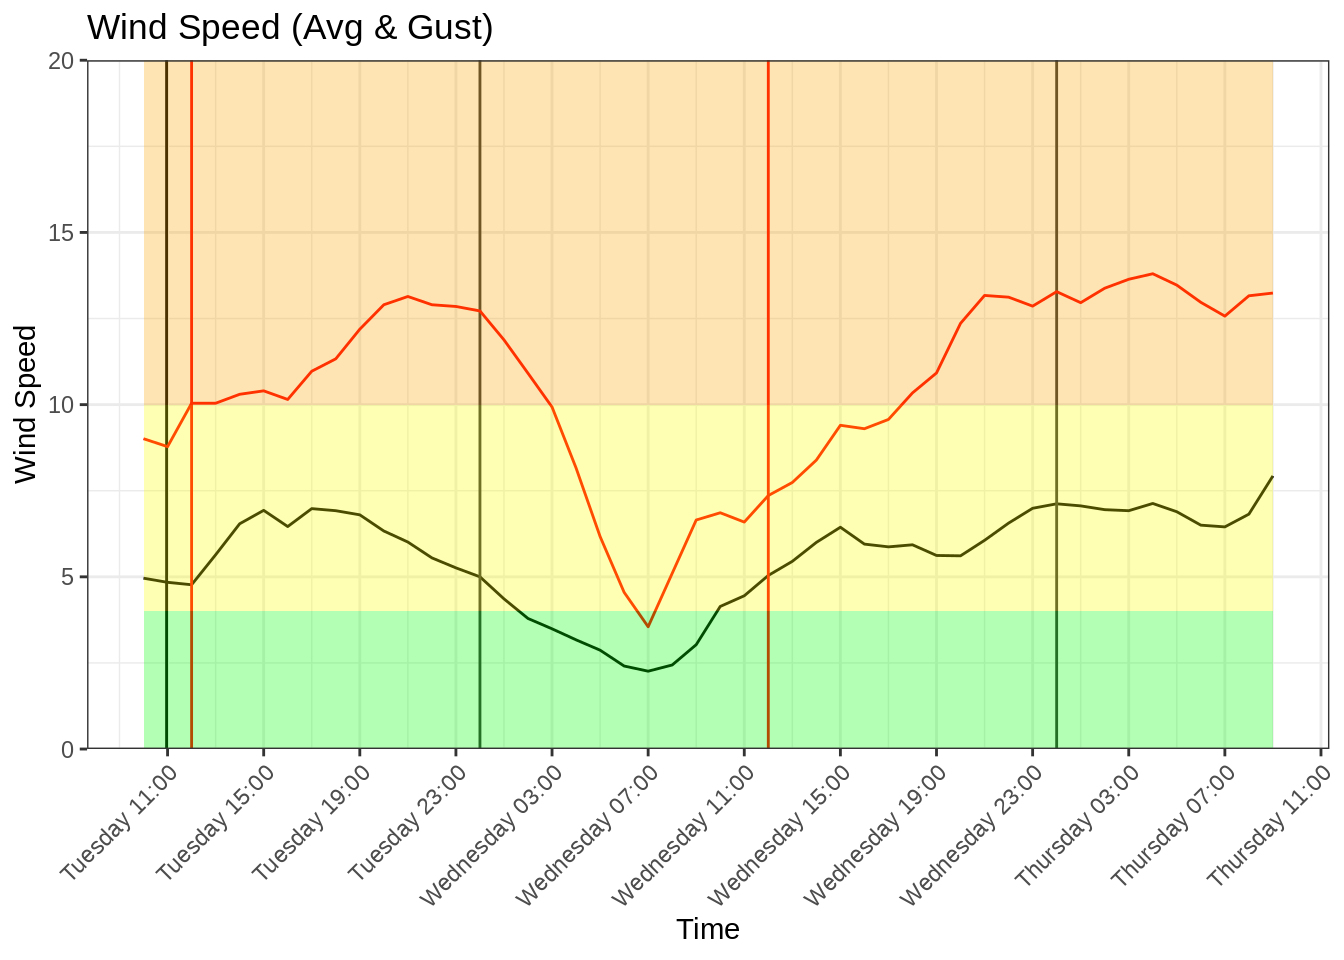 Wind Speed (Avg & Gust)
20
15
10
5
0
Wind Speed
Tuesday 11:00
Tuesday 15:00
Tuesday 19:00
Tuesday 23:00
Wednesday 03:00
Wednesday 07:00
Wednesday 11:00
Wednesday 15:00
Wednesday 19:00
Wednesday 23:00
Thursday 03:00
Thursday 07:00
Thursday 11:00
Time